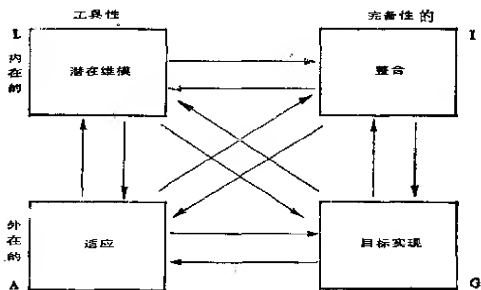 工具性 完备性的
L I
内在的
潜在维模 整合
外在的
适应 目标实现
A G